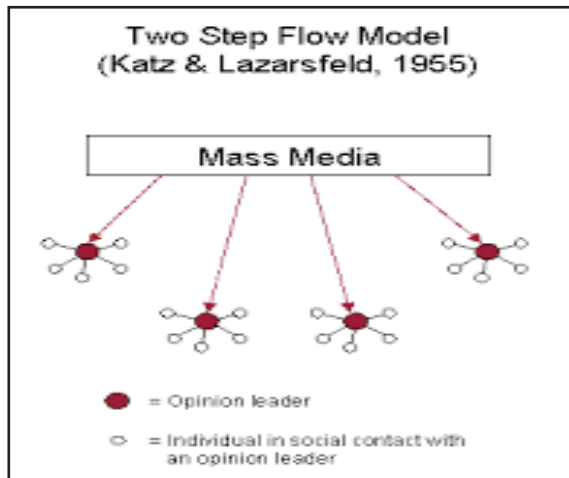 Two Step Flow Model
(Katz & Lazarsfeld, 1955)
Mass Media
= Opinion leader
= Individual in social contact with
an opinion leader